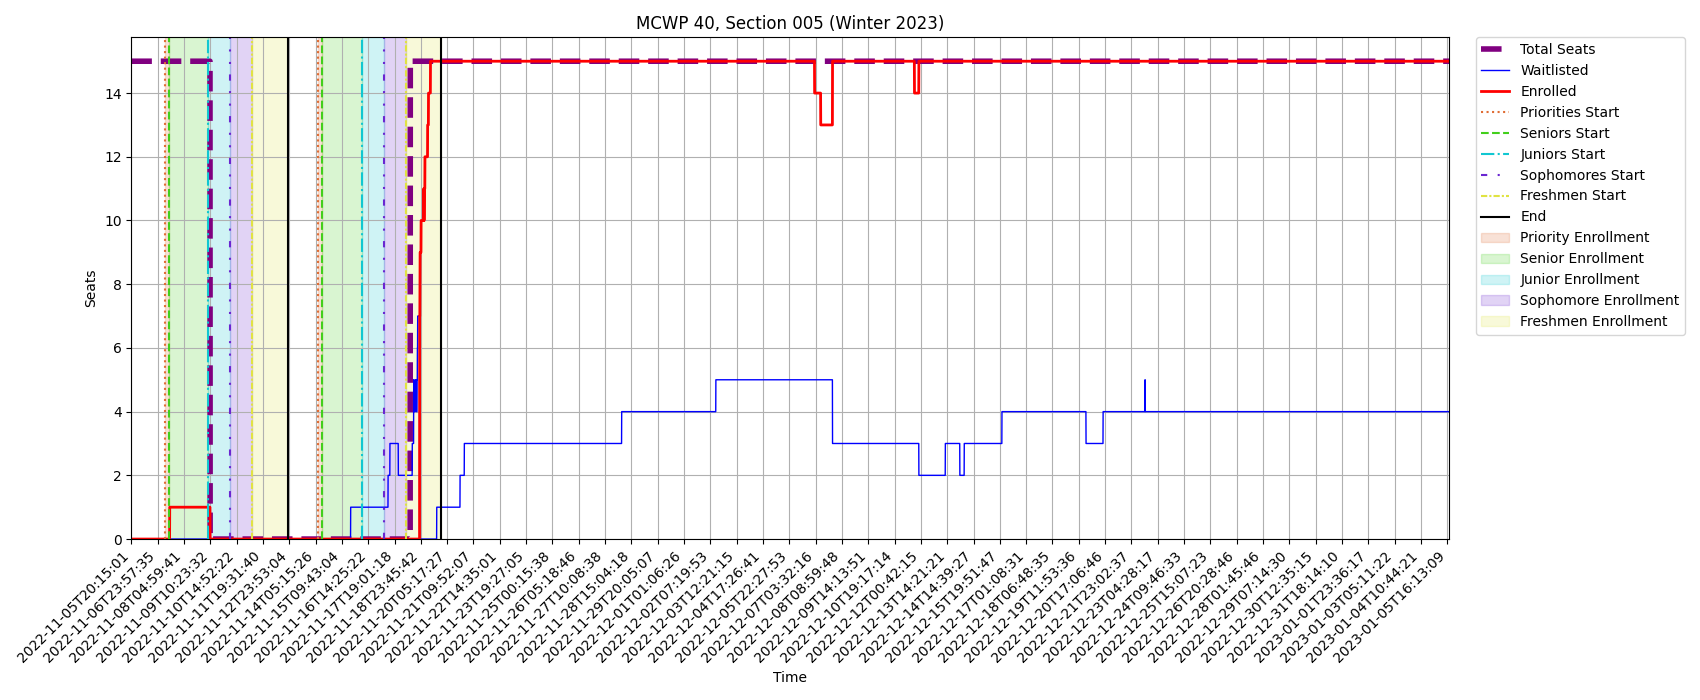 MCWP 40, Section 005 (Winter 2023)
Total Seats
Waitlisted
Enrolled
Priorities Start
Seniors Start
Juniors Start
Sophomores Start
Freshmen Start
End
Priority Enrollment
Senior Enrollment
Junior Enrollment
Sophomore Enrollment
Freshmen Enrollment
Seats
14
12
10
8
6
4
2
0
2022-11-05T20:15:01
2022-11-06T23:57:35
2022-11-08T04:59:41
2022-11-09T10:23:32
2022-11-10T14:52:22
2022-11-11T19:31:40
2022-11-12T23:53:04
2022-11-14T05:15:26
2022-11-15T09:43:04
2022-11-16T14:25:22
2022-11-17T19:01:18
2022-11-18T23:45:42
2022-11-20T05:17:27
2022-11-21T09:52:07
2022-11-22T14:35:01
2022-11-23T19:27:05
2022-11-25T00:15:38
2022-11-26T05:18:46
2022-11-27T10:08:38
2022-11-28T15:04:18
2022-11-29T20:05:07
2022-12-01T01:06:26
2022-12-02T07:19:53
2022-12-03T12:21:15
2022-12-04T17:26:41
2022-12-05T22:27:53
2022-12-07T03:32:16
2022-12-08T08:59:48
2022-12-09T14:13:51
2022-12-10T19:17:14
2022-12-12T00:42:15
2022-12-13T14:21:21
2022-12-14T14:39:27
2022-12-15T19:51:47
2022-12-17T01:08:31
2022-12-18T06:48:35
2022-12-19T11:53:36
2022-12-20T17:06:46
2022-12-21T23:02:37
2022-12-23T04:28:17
2022-12-24T09:46:33
2022-12-25T15:07:23
2022-12-26T20:28:46
2022-12-28T01:45:46
2022-12-29T07:14:30
2022-12-30T12:35:15
2022-12-31T18:14:10
2023-01-01T23:36:17
2023-01-03T05:11:22
2023-01-04T10:44:21
2023-01-05T16:13:09
Time